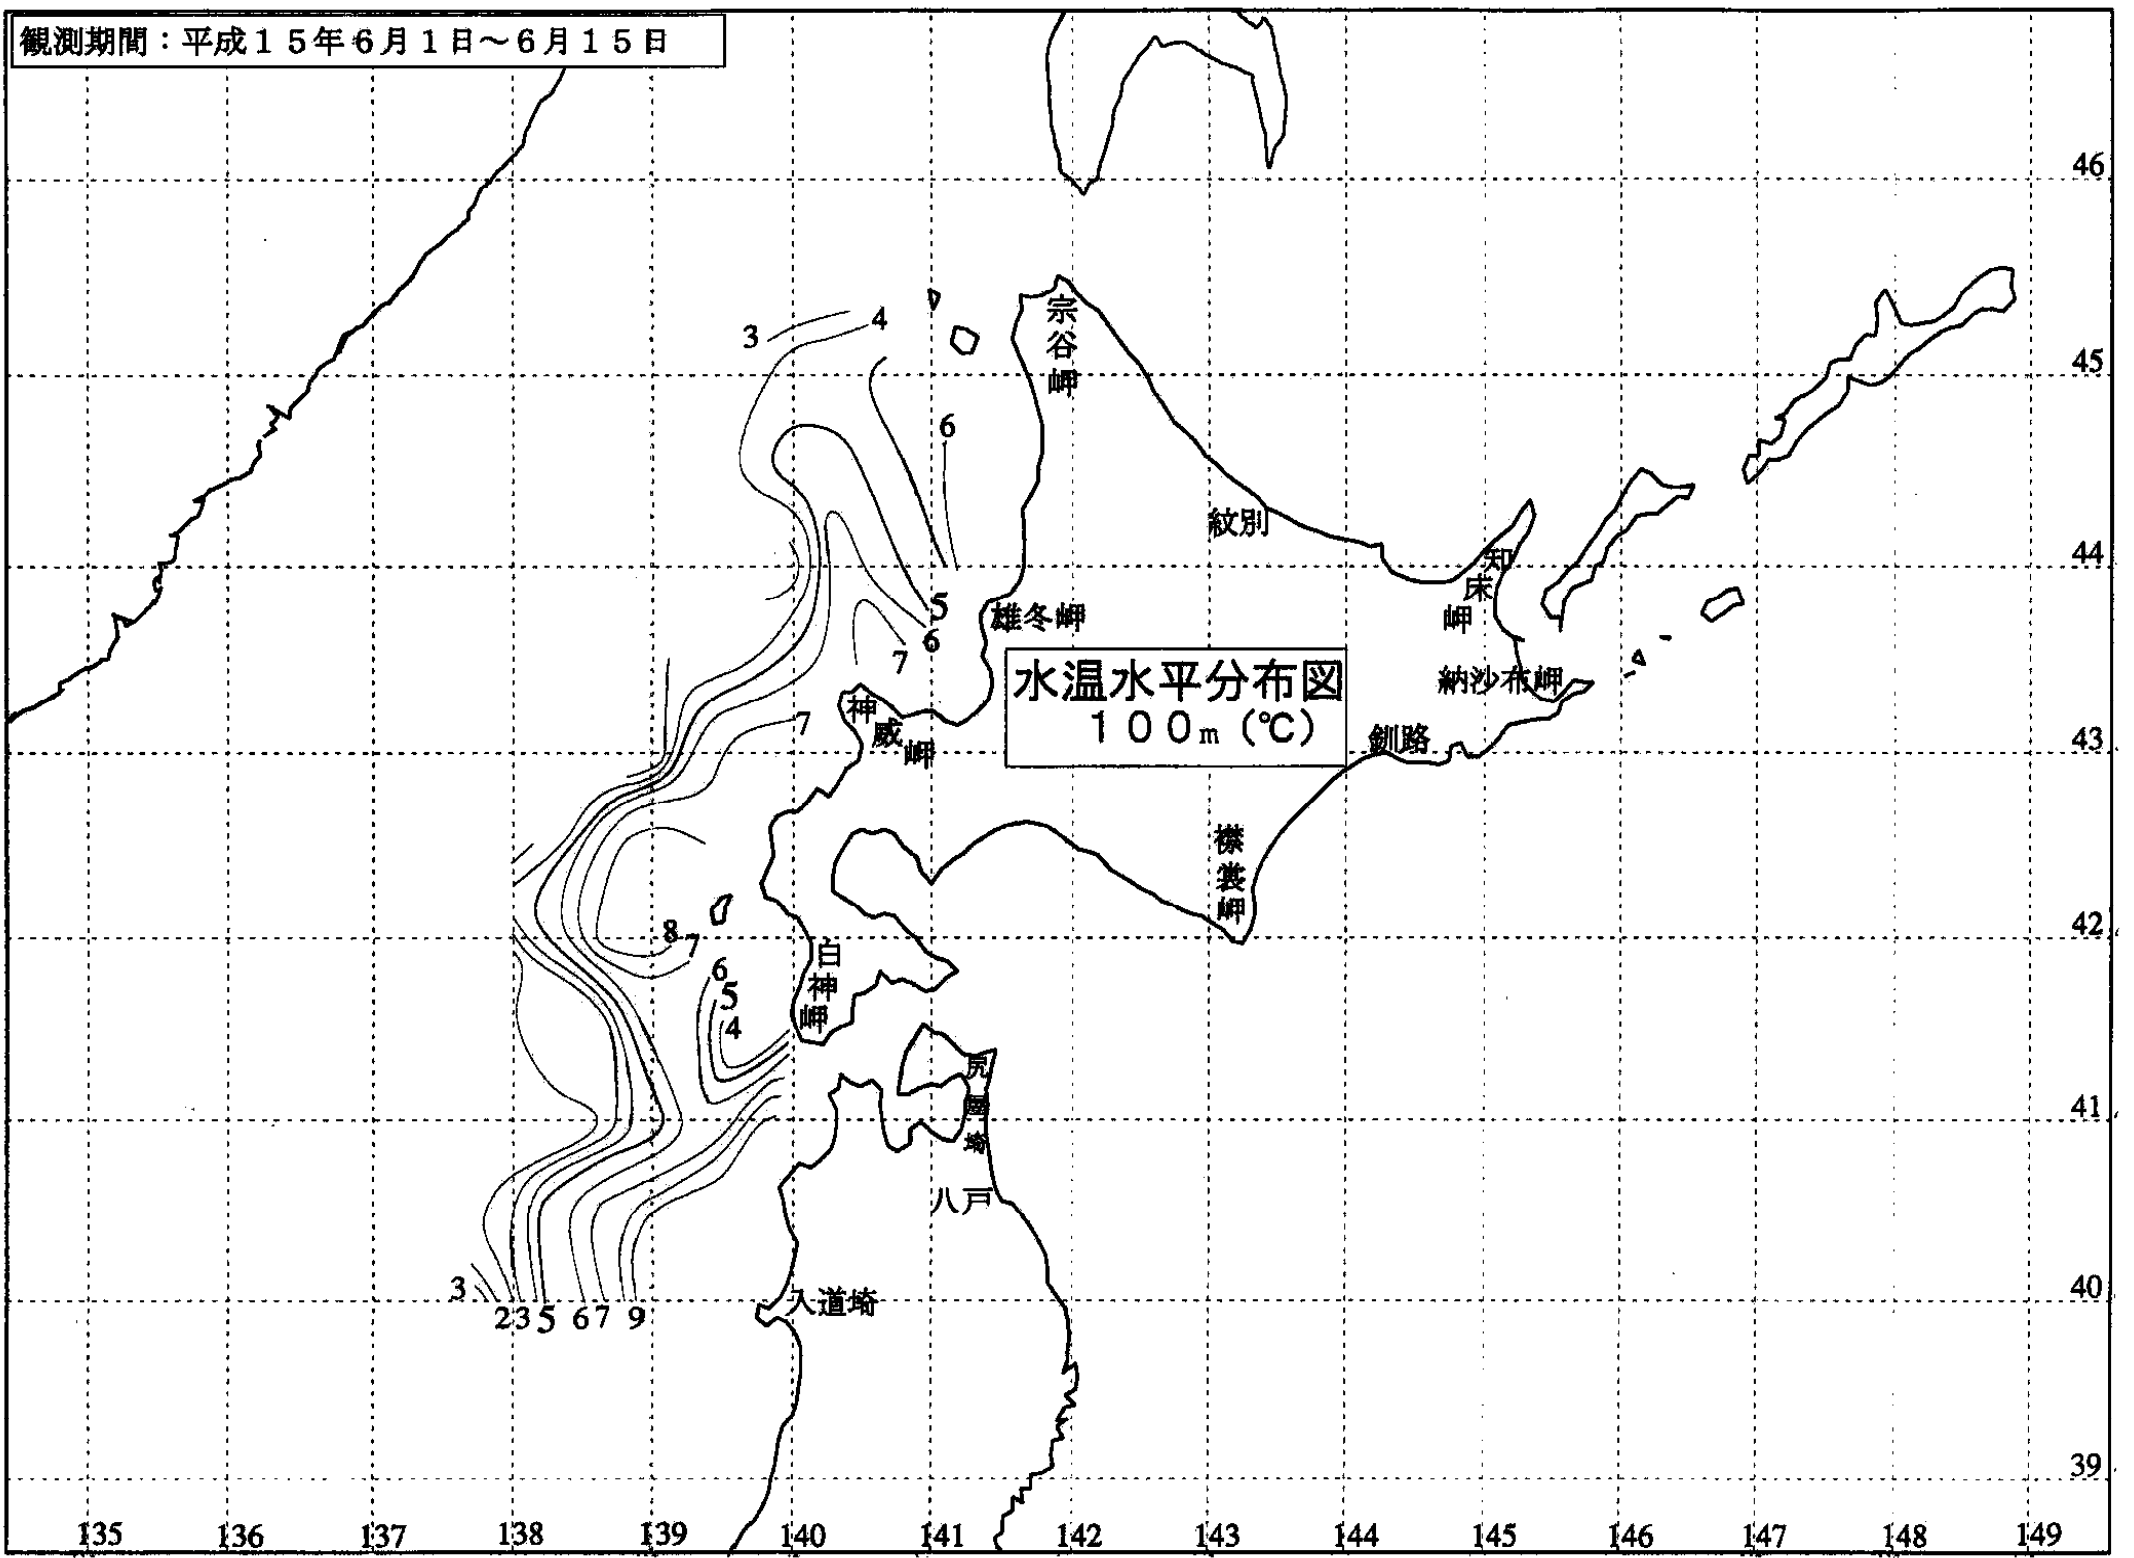 観測期間：平成１５年６月１日～６月１５日
46
3
4
宗谷岬
45
6
紋別
44
知床岬
5
雄冬岬
6
7
水温水平分布図
１００ｍ（℃）
納沙布岬
神威岬
7
釧路
43
襟裳岬
8
7
42
白神岬
6
5
4
尻屋埼
41
八戸
3
40
入道埼
2
3
5
6
7
9
39
135
136
137
138
139
140
141
142
143
144
145
146
147
148
149